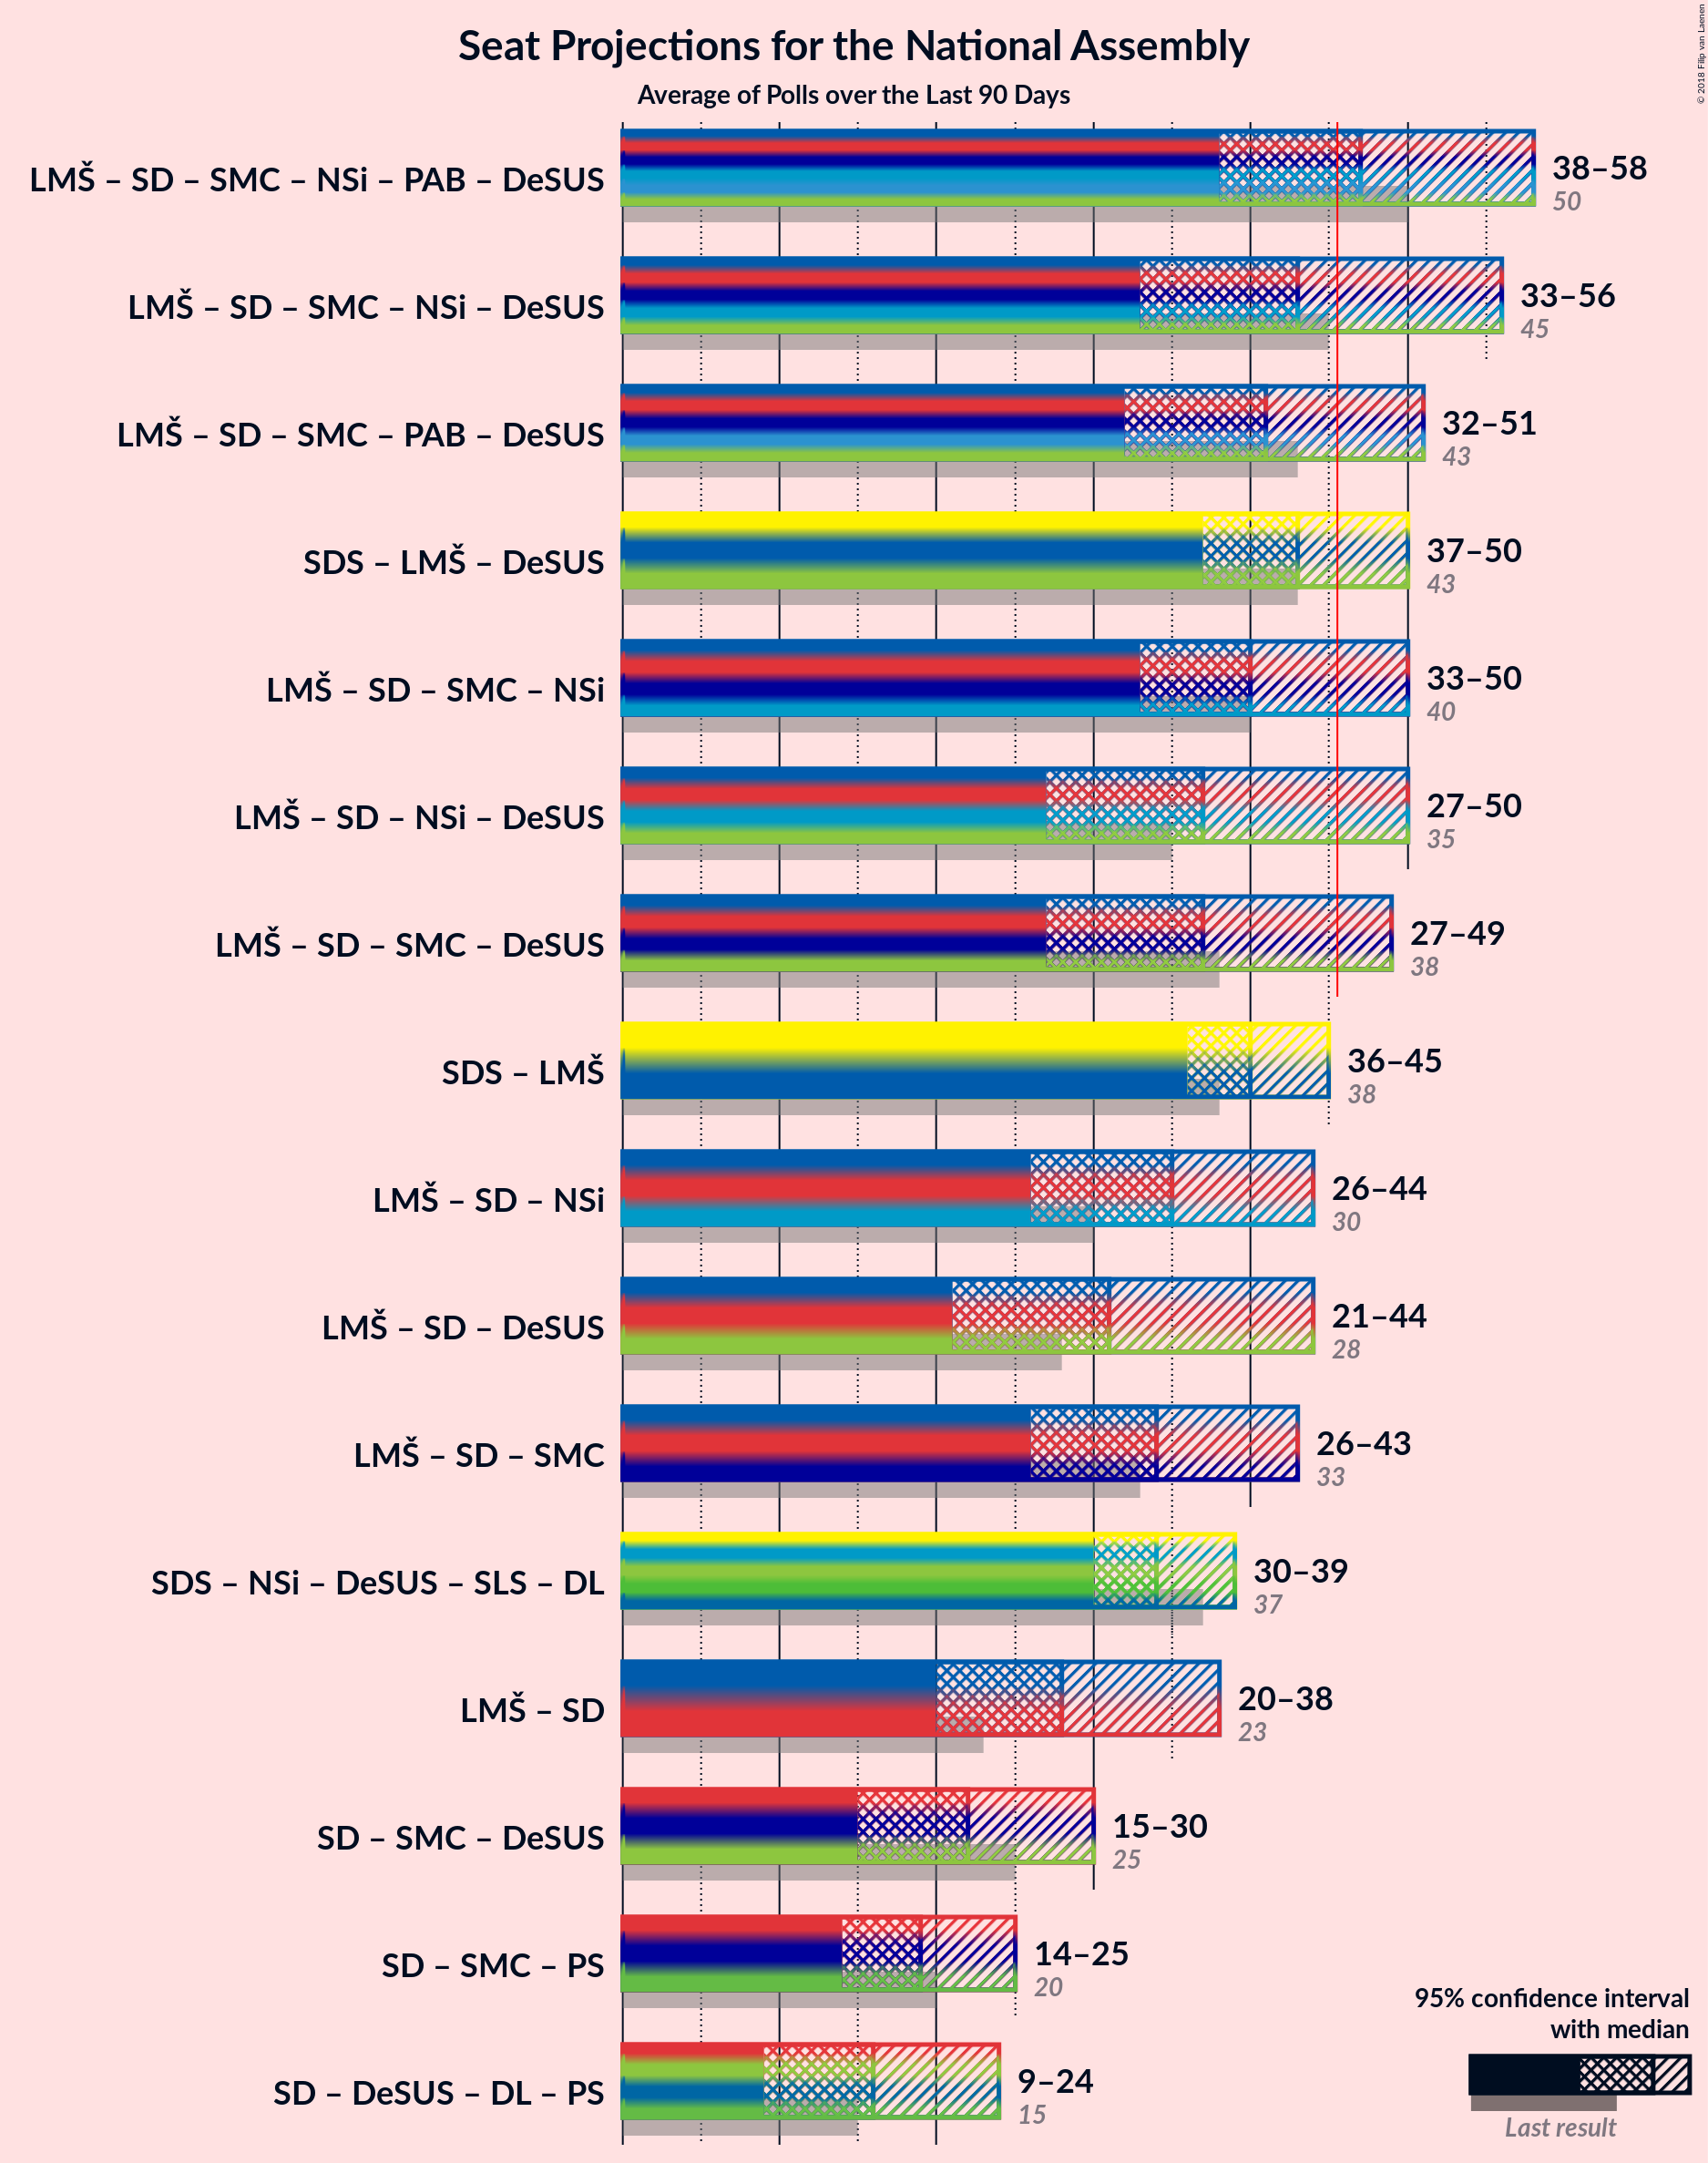 Seat Projections for the National Assembly
Average of Polls over the Last 90 Days
© 2018 Filip van Laenen
LMŠ – SD – SMC – NSi – PAB – DeSUS
38–58
50
LMŠ – SD – SMC – NSi – DeSUS
33–56
45
LMŠ – SD – SMC – PAB – DeSUS
32–51
43
SDS – LMŠ – DeSUS
37–50
43
LMŠ – SD – SMC – NSi
33–50
40
LMŠ – SD – NSi – DeSUS
27–50
35
LMŠ – SD – SMC – DeSUS
27–49
38
SDS – LMŠ
36–45
38
LMŠ – SD – NSi
26–44
30
LMŠ – SD – DeSUS
21–44
28
LMŠ – SD – SMC
26–43
33
SDS – NSi – DeSUS – SLS – DL
30–39
37
LMŠ – SD
20–38
23
SD – SMC – DeSUS
15–30
25
SD – SMC – PS
14–25
20
SD – DeSUS – DL – PS
9–24
15
95% confidence interval
with median
Last result